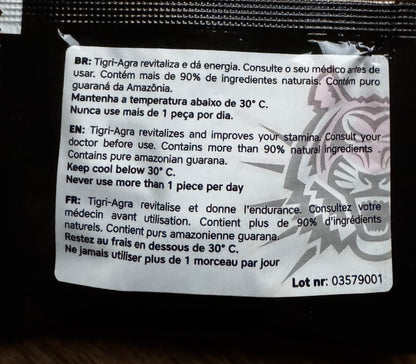 BR: Tigri-Agra revitaliza e dá energia. Consulte o seu médico antes de
usar. Contém mais de 90% de ingredientes naturais. Contém puro
guaraná da Amazônia.
Mantenha a temperatura abaixo de 30° C.
Nunca use mais de 1 peça por dia.
EN: Tigri-Agra revitalizes and improves your stamina. Consult your
doctor before use. Contains more than 90% natural ingredients
Contains pure amazonian guarana.
Keep cool below 30° C.
Never use more than 1 piece per day
FR: Tigri-Agra revitalise et donne l'endurance. Consultez votre
médecin avant utilisation. Contient plus de 90% d'ingrédients
naturels. Contient purs amazonienne guarana.
Restez au frais en dessous de 30° C.
Ne jamais utiliser plus de 1 morceau par jour
Lot nr: 03579001